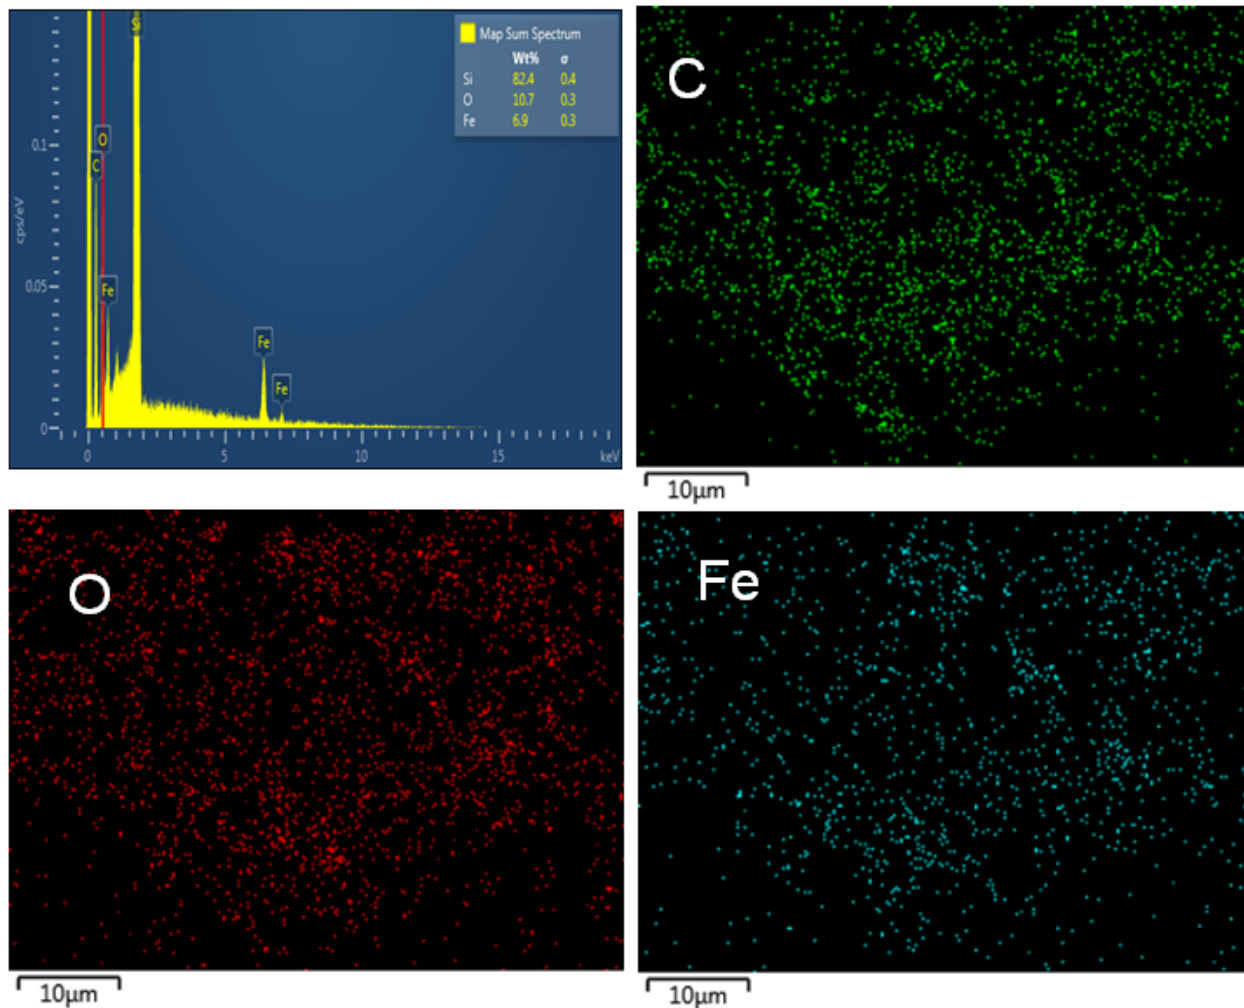 Map Sum Spectrum
Wt% σ
Si 82.4 0.4
O 10.7 0.3
Fe 6.9 0.3
Si
O
C
Fe
Fe
Fe
0.1
0.05
0
cps/eV
0 5 10 15 keV
C
10µm
O
10µm
Fe
10µm